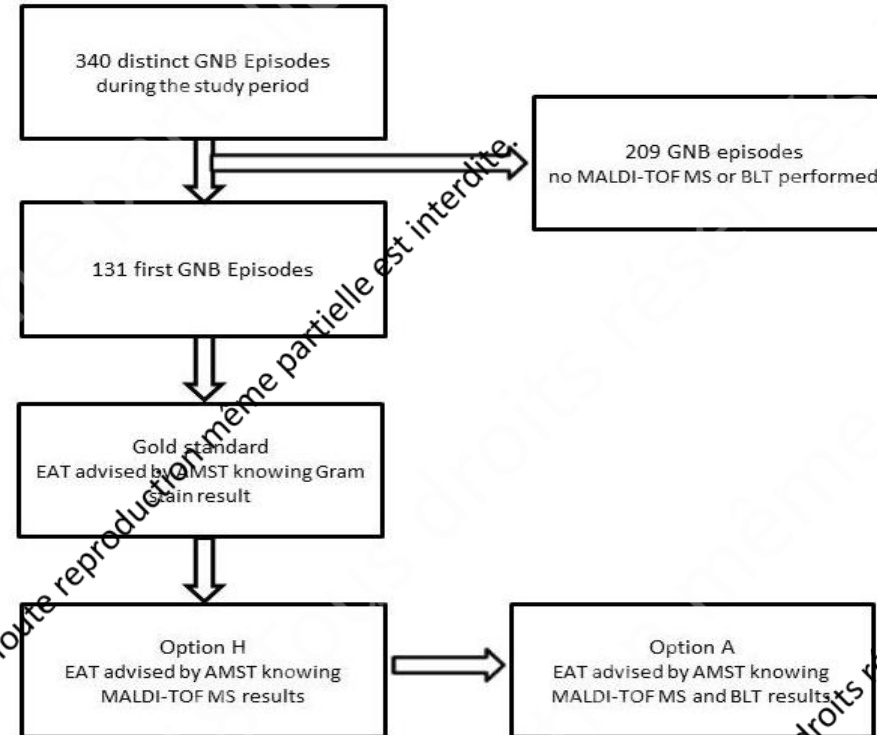 340 distinct GNB Episodes
during the study period
209 GNB episodes
no MALDI-TOF MS or BLT performed
131 first GNB Episodes
Gold standard
EAT advised by AMST knowing Gram
Stain result
Option H
EAT advised by AMST knowing
MALDI-TOF MS results
Option A
EAT advised by AMST knowing
MALDI-TOF MS and BLT results
Toute reproduction même partielle est interdite.
droits